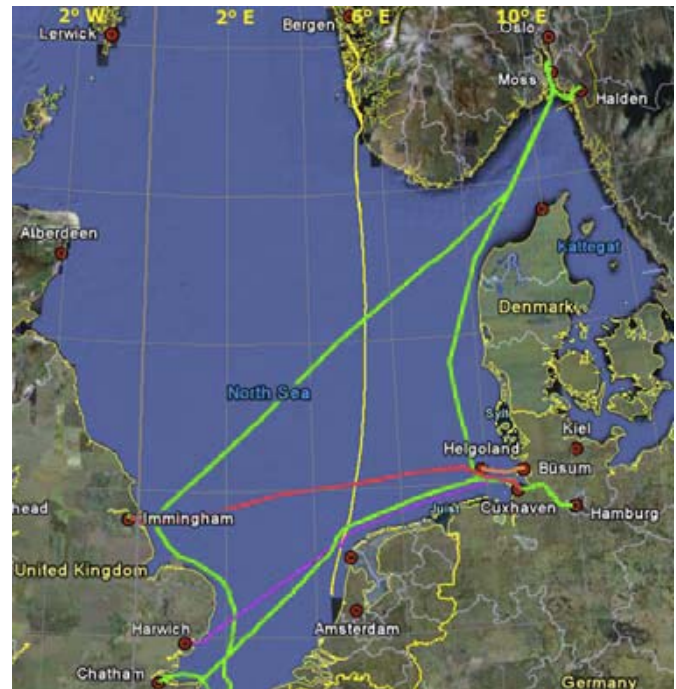 2° W
2° E
6° E
10° E
Lerwick
Bergen
Oslo
Moss
Halden
Alberdeen
Kattegat
Denmark
North Sea
Sylt
Kiel
Helgoland
Büsum
head
Immingham
Juist
Cuxhaven
Hamburg
United Kingdom
Harwich
Amsterdam
Chatham
Germany